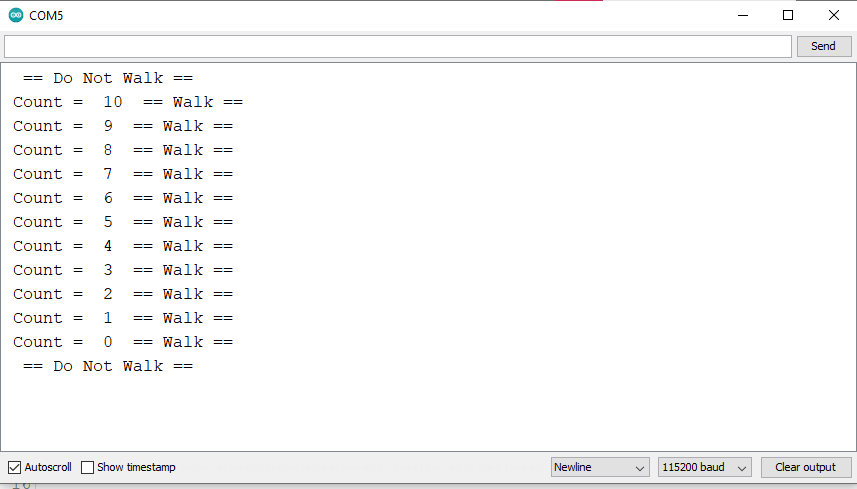 COM5
Send
== Do Not Walk ==
Count =  10  == Walk ==
Count =  9  == Walk ==
Count =  8  == Walk ==
Count =  7  == Walk ==
Count =  6  == Walk ==
Count =  5  == Walk ==
Count =  4  == Walk ==
Count =  3  == Walk ==
Count =  2  == Walk ==
Count =  1  == Walk ==
Count =  0  == Walk ==
== Do Not Walk ==
Autoscroll Show timestamp Newline 115200 baud Clear output